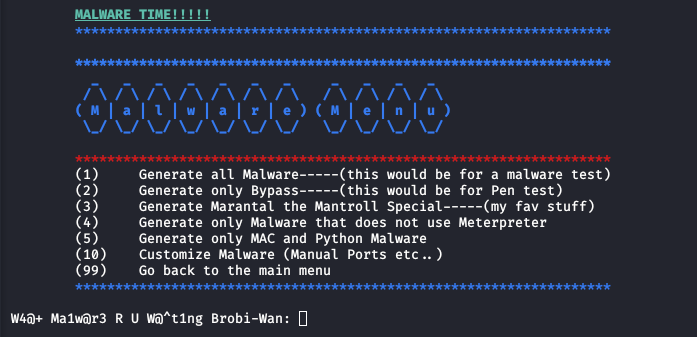 MALWARE TIME!!!!!
*******************************************************************
*******************************************************************
  _   _   _   _   _   _   _     _   _   _   _
 / \ / \ / \ / \ / \ / \ / \   / \ / \ / \ / \
( M | a | l | w | a | r | e ) ( M | e | n | u )
 \_/ \_/ \_/ \_/ \_/ \_/ \_/   \_/ \_/ \_/ \_/
*******************************************************************
(1)     Generate all Malware-----(this would be for a malware test)
(2)     Generate only Bypass-----(this would be for Pen test)
(3)     Generate Marantal the Mantroll Special-----(my fav stuff)
(4)     Generate only Malware that does not use Meterpreter
(5)     Generate only MAC and Python Malware
(10)    Customize Malware (Manual Ports etc..)
(99)    Go back to the main menu
*******************************************************************
W4@+ Ma1w@r3 R U W@^t1ng Brobi-Wan: